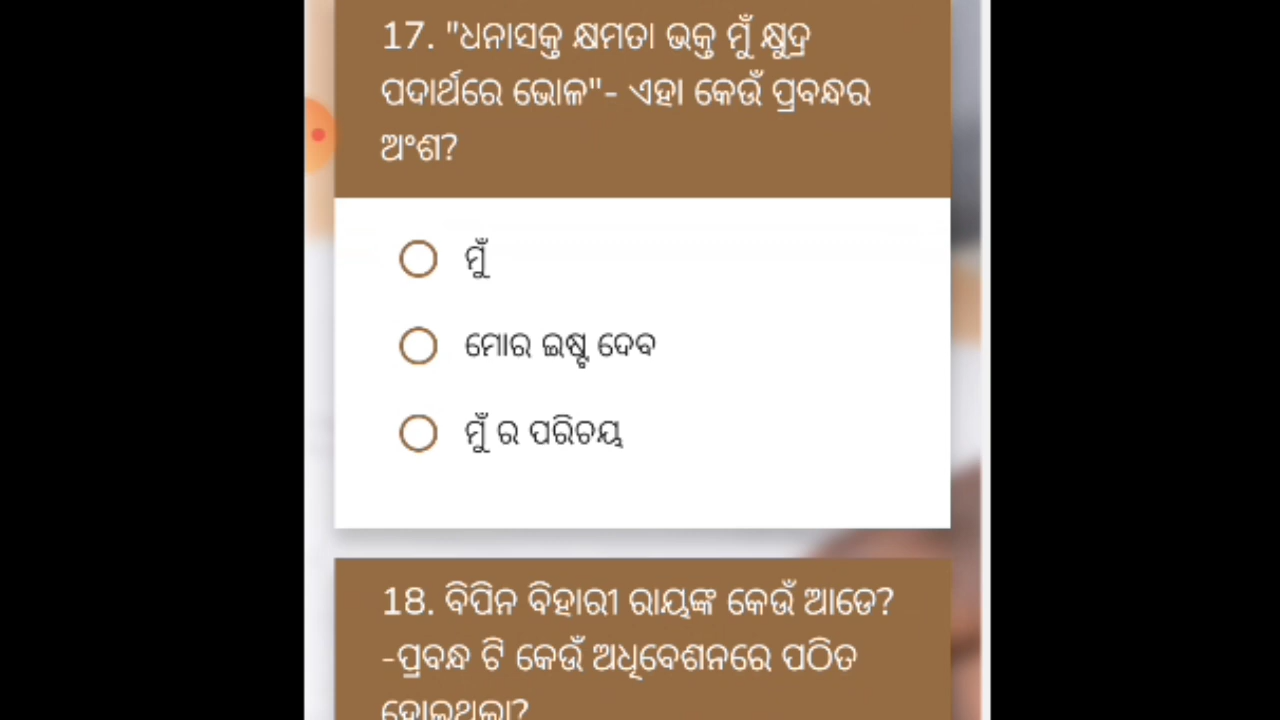 17. "ଧନାସକ୍ତ କ୍ଷମତା ଭକ୍ତ ମୁଁ କ୍ଷୁଦ୍ର
ପଦାର୍ଥରେ ଭୋଳ"- ଏହା କେଉଁ ପ୍ରବନ୍ଧର
ଅଂଶ?
ମୁଁ
ମୋର ଇଷ୍ଟ ଦେବ
ମୁଁ ର ପରିଚୟ
18. ବିପିନ ବିହାରୀ ରାୟଙ୍କ କେଉଁ ଆଡେ?
-ପ୍ରବନ୍ଧ ଟି କେଉଁ ଅଧିବେଶନରେ ପଠିତ
ହୋଇଥିଲା?